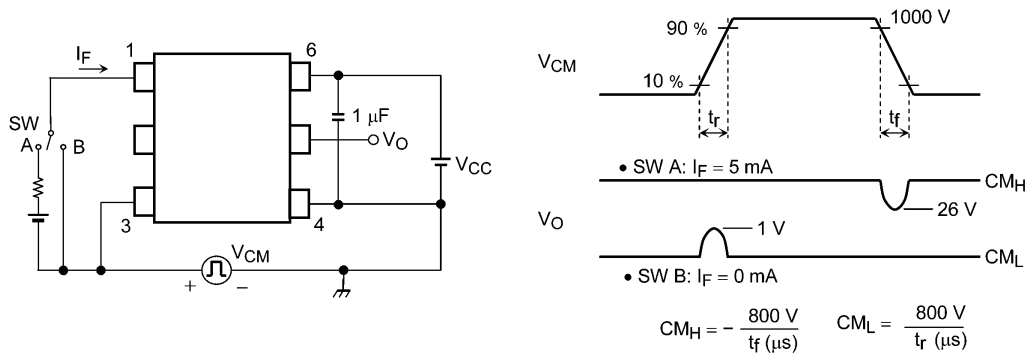 I_F
1
6
SW
A
B
1 μF
V_O
V_CC
3
4
V_CM
+
−
V_CM
90 %
10 %
1000 V
t_r
t_f
• SW A: I_F = 5 mA
CM_H
26 V
V_O
1 V
CM_L
• SW B: I_F = 0 mA
CM_H = − 800 V / t_f (μs)
CM_L = 800 V / t_r (μs)